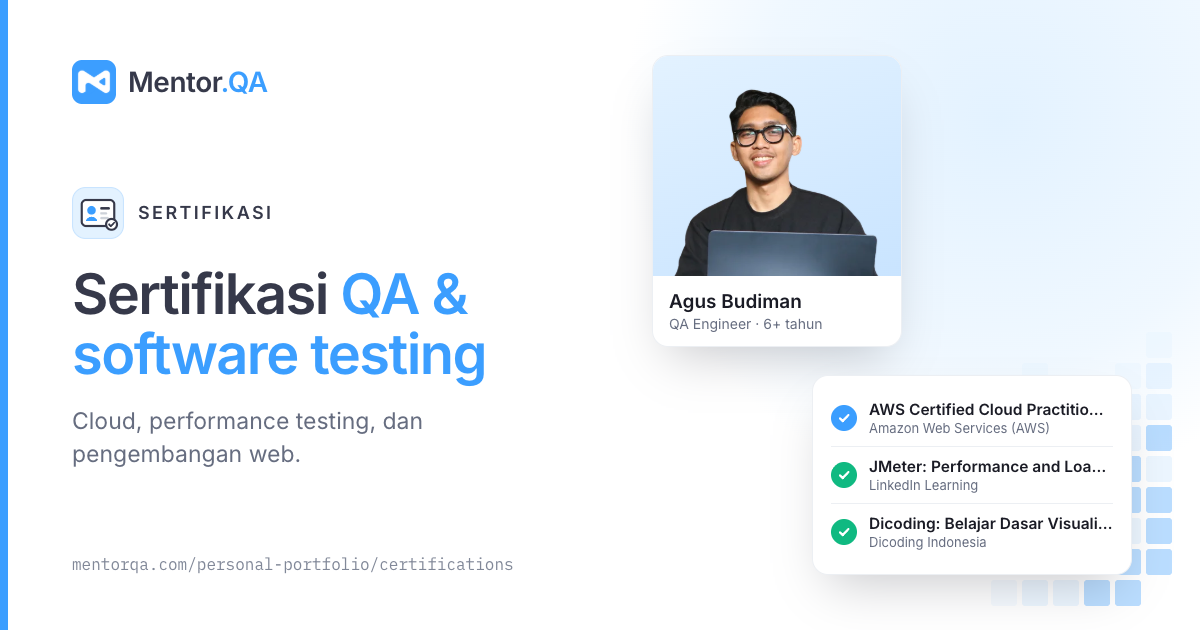 Mentor.QA
SERTIFIKASI
Sertifikasi QA &
software testing
Cloud, performance testing, dan
pengembangan web.
mentorqa.com/personal-portfolio/certifications
Agus Budiman
QA Engineer · 6+ tahun
AWS Certified Cloud Practitio...
Amazon Web Services (AWS)
JMeter: Performance and Loa...
LinkedIn Learning
Dicoding: Belajar Dasar Visuali...
Dicoding Indonesia